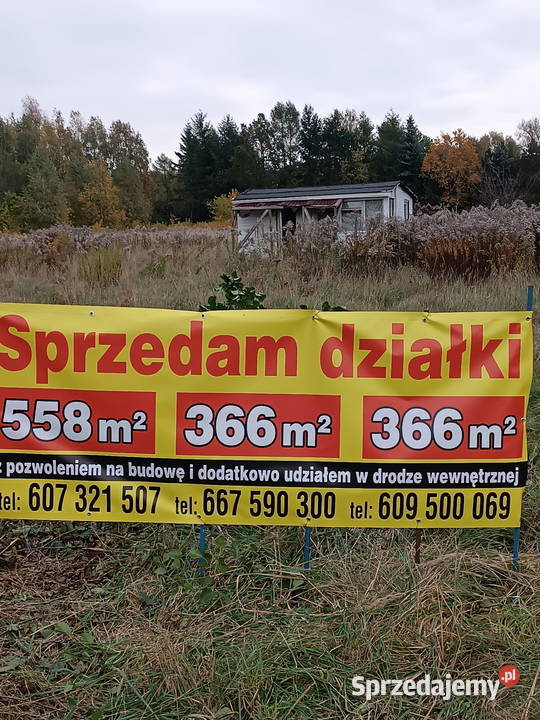 Sprzedam działki
558 m² 366 m² 366 m²
z pozwoleniem na budowę i dodatkowo udziałem w drodze wewnętrznej
tel: 607 321 507 tel: 667 590 300 tel: 609 500 069
Sprzedajemy.pl